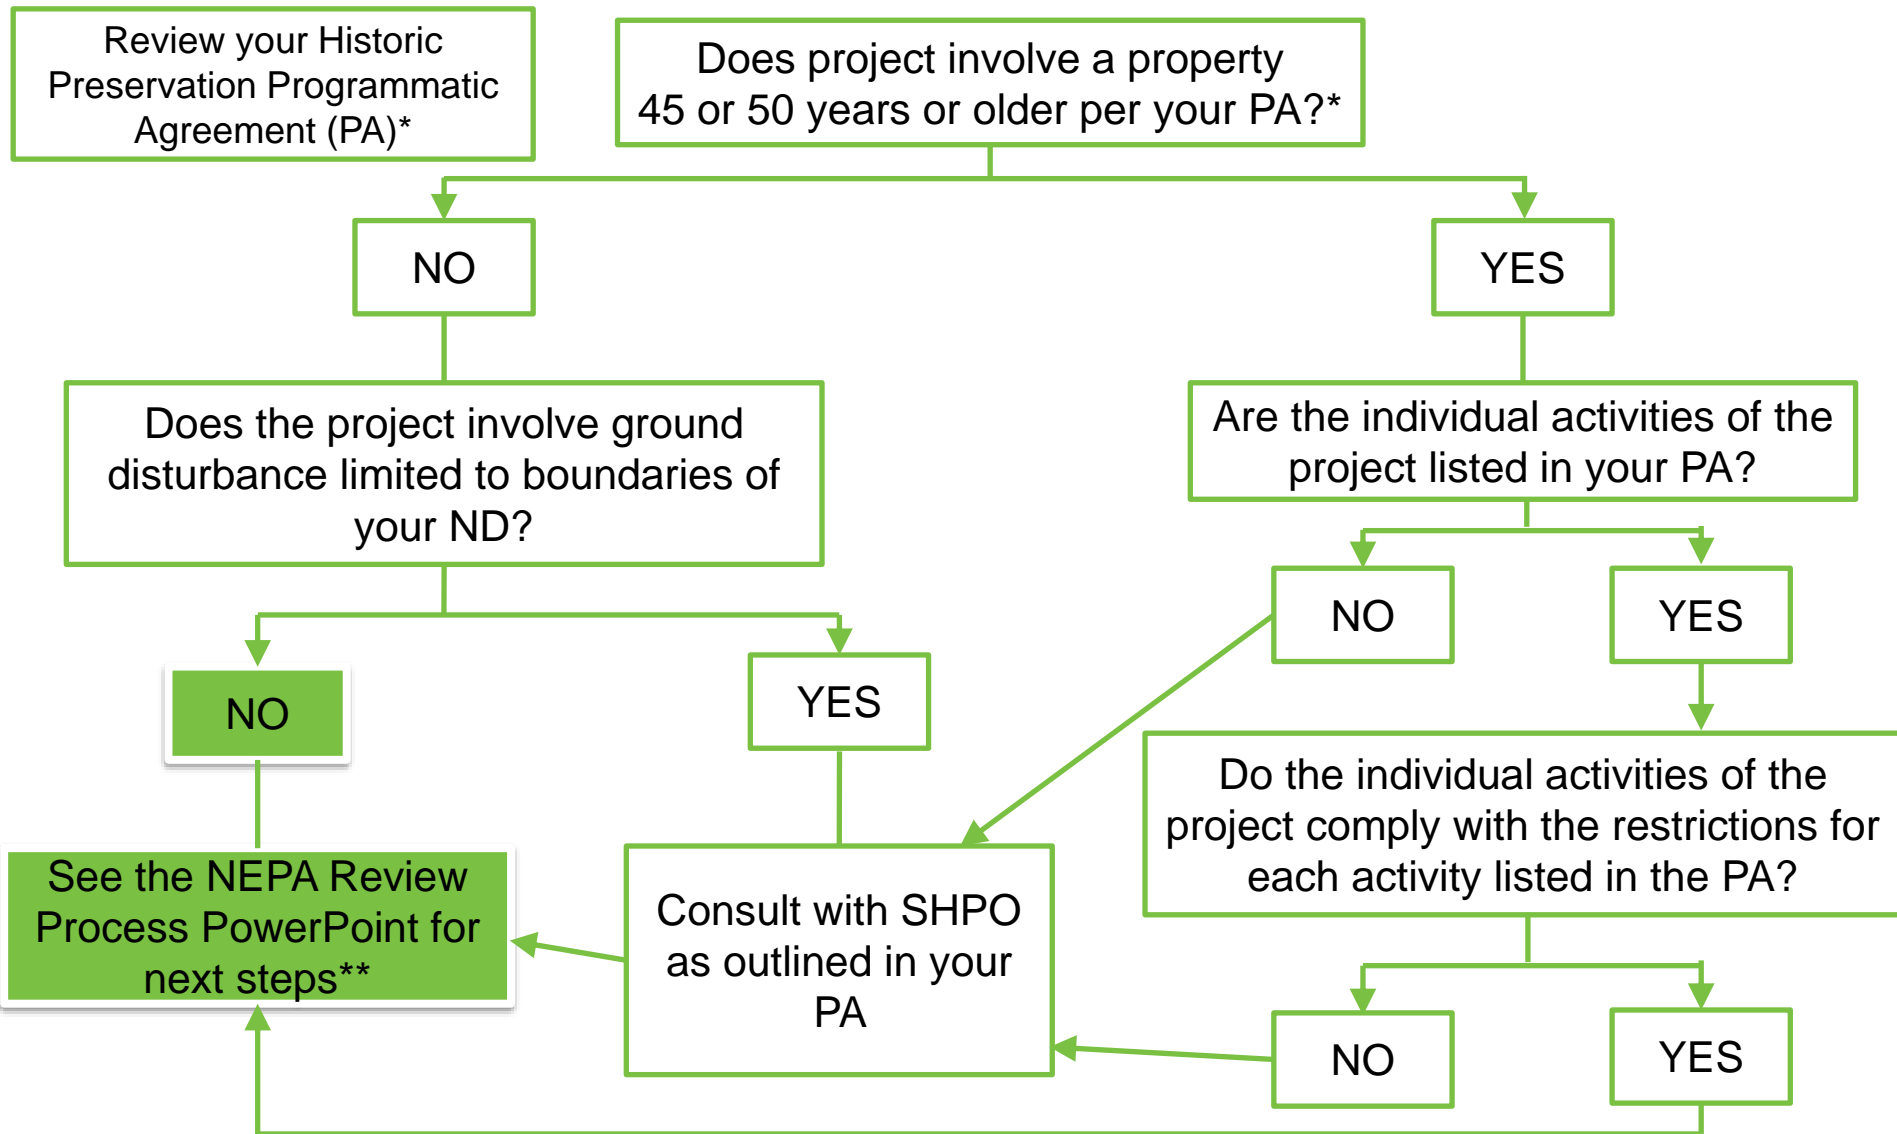 Review your Historic
Preservation Programmatic
Agreement (PA)*
Does project involve a property
45 or 50 years or older per your PA?*
NO
YES
Does the project involve ground
disturbance limited to boundaries of
your ND?
Are the individual activities of the
project listed in your PA?
NO
YES
NO
YES
Do the individual activities of the
project comply with the restrictions for
each activity listed in the PA?
See the NEPA Review
Process PowerPoint for
next steps**
Consult with SHPO
as outlined in your
PA
NO
YES